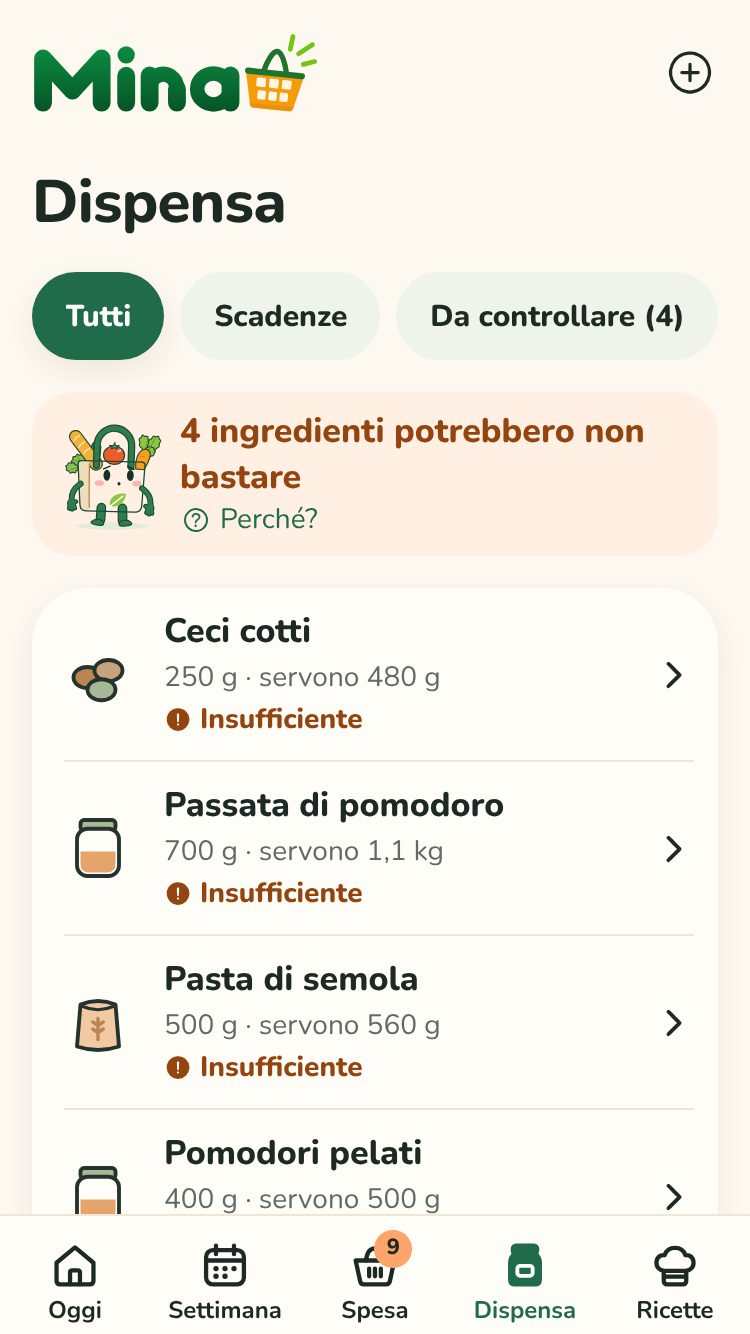 Mina
Dispensa
Tutti
Scadenze
Da controllare (4)
4 ingredienti potrebbero non
bastare
Perché?
Ceci cotti
250 g · servono 480 g
Insufficiente
Passata di pomodoro
700 g · servono 1,1 kg
Insufficiente
Pasta di semola
500 g · servono 560 g
Insufficiente
Pomodori pelati
400 g · servono 500 g
9
Oggi
Settimana
Spesa
Dispensa
Ricette